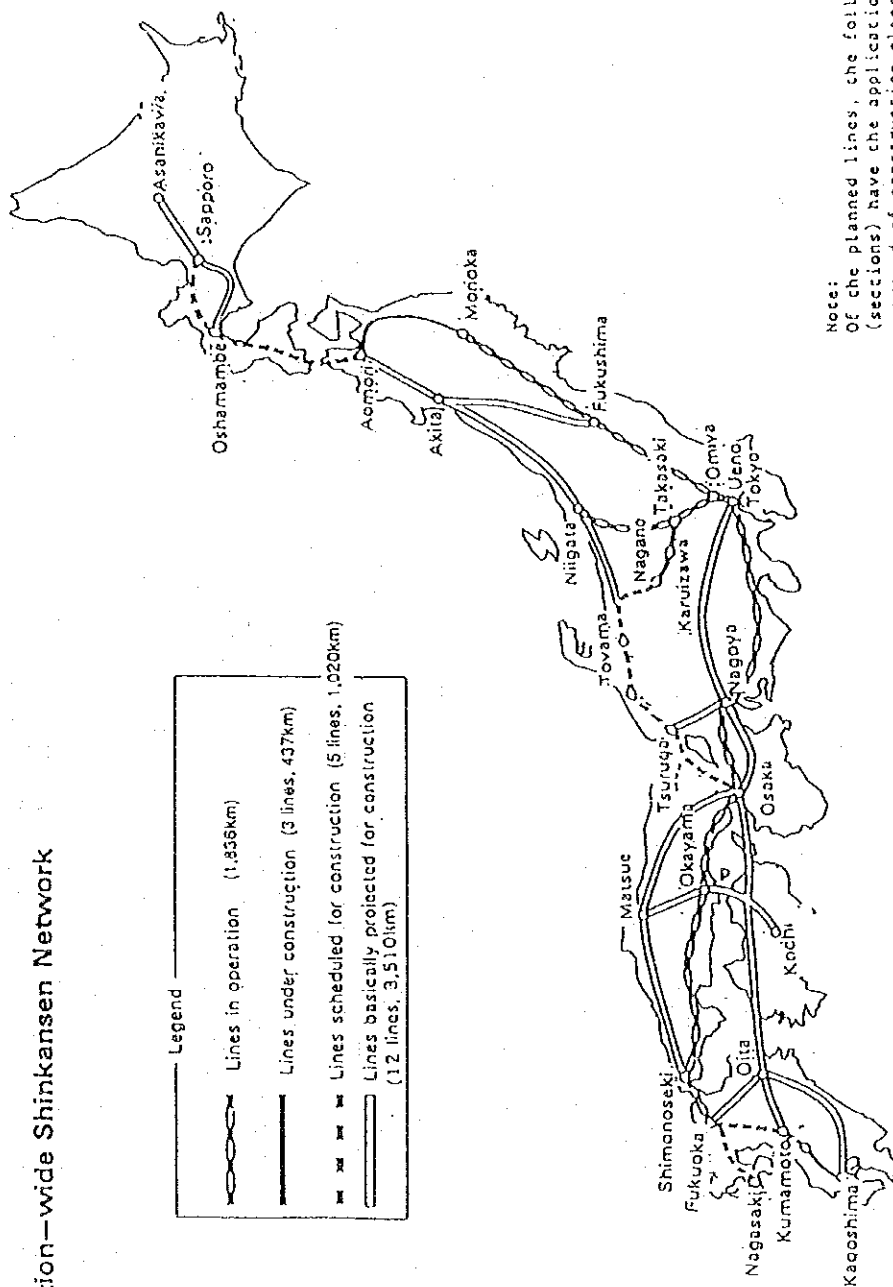 tion-wide Shinkansen Network
Legend
Lines in operation (1,836km)
Lines under construction (3 lines, 437km)
Lines scheduled for construction (5 lines, 1,020km)
Lines basically projected for construction
(12 lines, 3,510km)
Asahikawa
Sapporo
Oshamambe
Aomori
Morioka
Akita
Fukushima
Niigata
Takasaki
Omiya
Ueno
Tokyo
Nagano
Karuizawa
Toyama
Nagoya
Tsuruga
Osaka
Okayama
Matsue
Kochi
Oita
Shimonoseki
Fukuoka
Nagasaki
Kumamoto
Kagoshima
Note:
Of the planned lines, the foll
(sections) have the applicatio